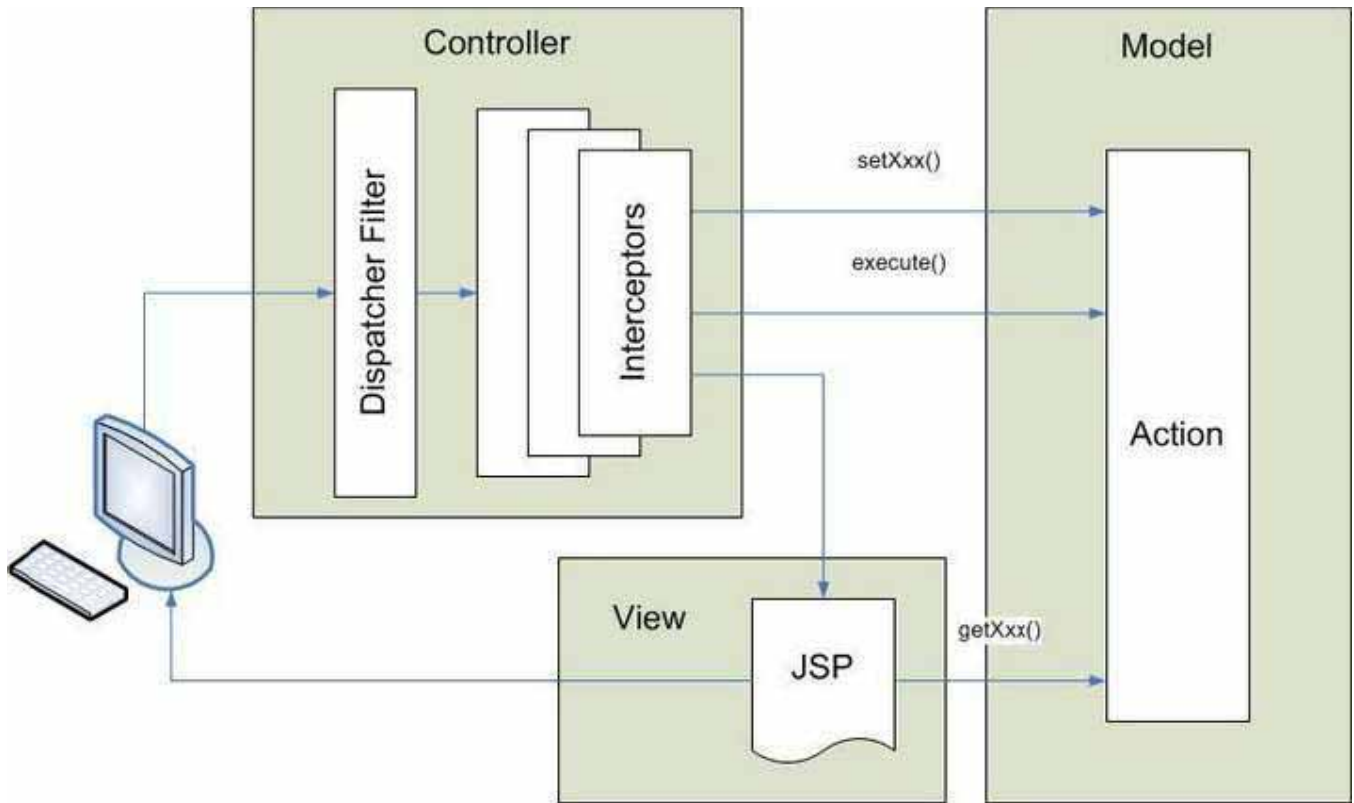 Controller
Model
Dispatcher Filter
Interceptors
setXxx()
execute()
Action
View
JSP
getXxx()